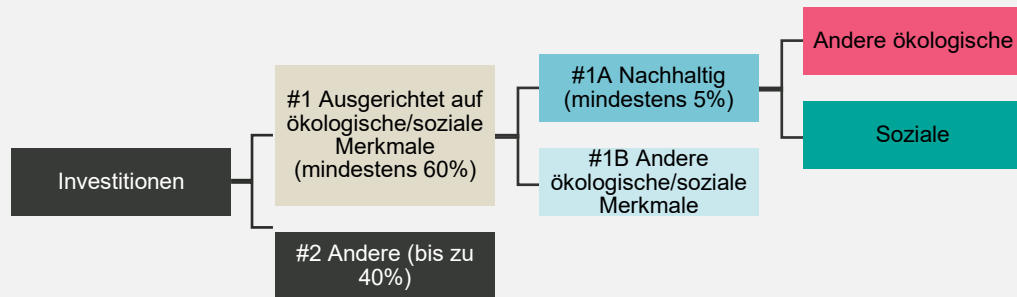 Investitionen
#1 Ausgerichtet auf
ökologische/soziale
Merkmale
(mindestens 60%)
#2 Andere (bis zu
40%)
#1A Nachhaltig
(mindestens 5%)
#1B Andere
ökologische/soziale
Merkmale
Andere ökologische
Soziale